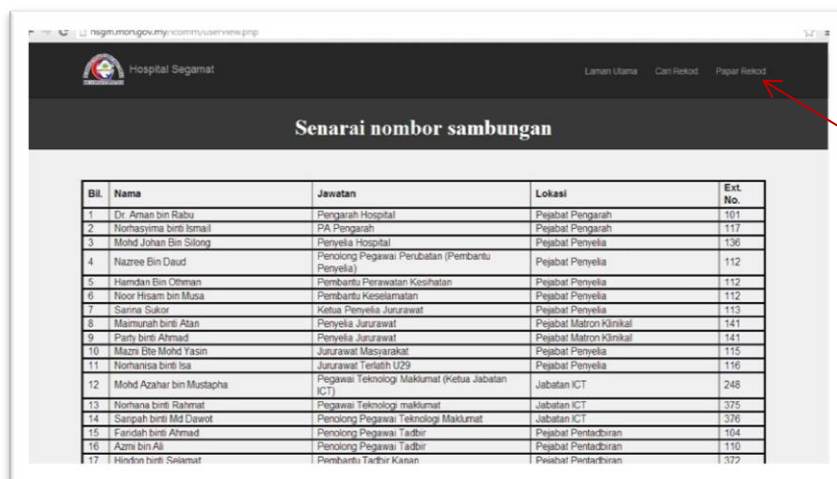 hsgm.moh.gov.my/icomm/userview.php
Hospital Segamat
Laman Utama Cari Rekod Papar Rekod
Senarai nombor sambungan
Bil. Nama Jawatan Lokasi Ext. No.
1 Dr. Aman bin Rabu Pengarah Hospital Pejabat Pengarah 101
2 Norhasyima binti Ismail PA Pengarah Pejabat Pengarah 117
3 Mohd Johan Bin Silong Penyelia Hospital Pejabat Penyelia 136
4 Nazree Bin Daud Penolong Pegawai Perubatan (Pembantu Penyelia) Pejabat Penyelia 112
5 Hamdan Bin Othman Pembantu Perawatan Kesihatan Pejabat Penyelia 112
6 Noor Hisam bin Musa Pembantu Keselamatan Pejabat Penyelia 112
7 Sarina Sukor Ketua Penyelia Jururawat Pejabat Penyelia 113
8 Maimunah binti Atan Penyelia Jururawat Pejabat Matron Klinikal 141
9 Party binti Ahmad Penyelia Jururawat Pejabat Matron Klinikal 141
10 Mazni Bte Mohd Yasin Jururawat Masyarakat Pejabat Penyelia 115
11 Norhanisa binti Isa Jururawat Terlatih U29 Pejabat Penyelia 116
12 Mohd Azahar bin Mustapha Pegawai Teknologi Maklumat (Ketua Jabatan ICT) Jabatan ICT 248
13 Norhana binti Rahmat Pegawai Teknologi maklumat Jabatan ICT 375
14 Saripah binti Md Dawot Penolong Pegawai Teknologi Maklumat Jabatan ICT 376
15 Faridah binti Ahmad Penolong Pegawai Tadbir Pejabat Pentadbiran 104
16 Azmi bin Ali Penolong Pegawai Tadbir Pejabat Pentadbiran 110
17 Hindon binti Selamat Pembantu Tadbir Kanan Pejabat Pentadbiran 372